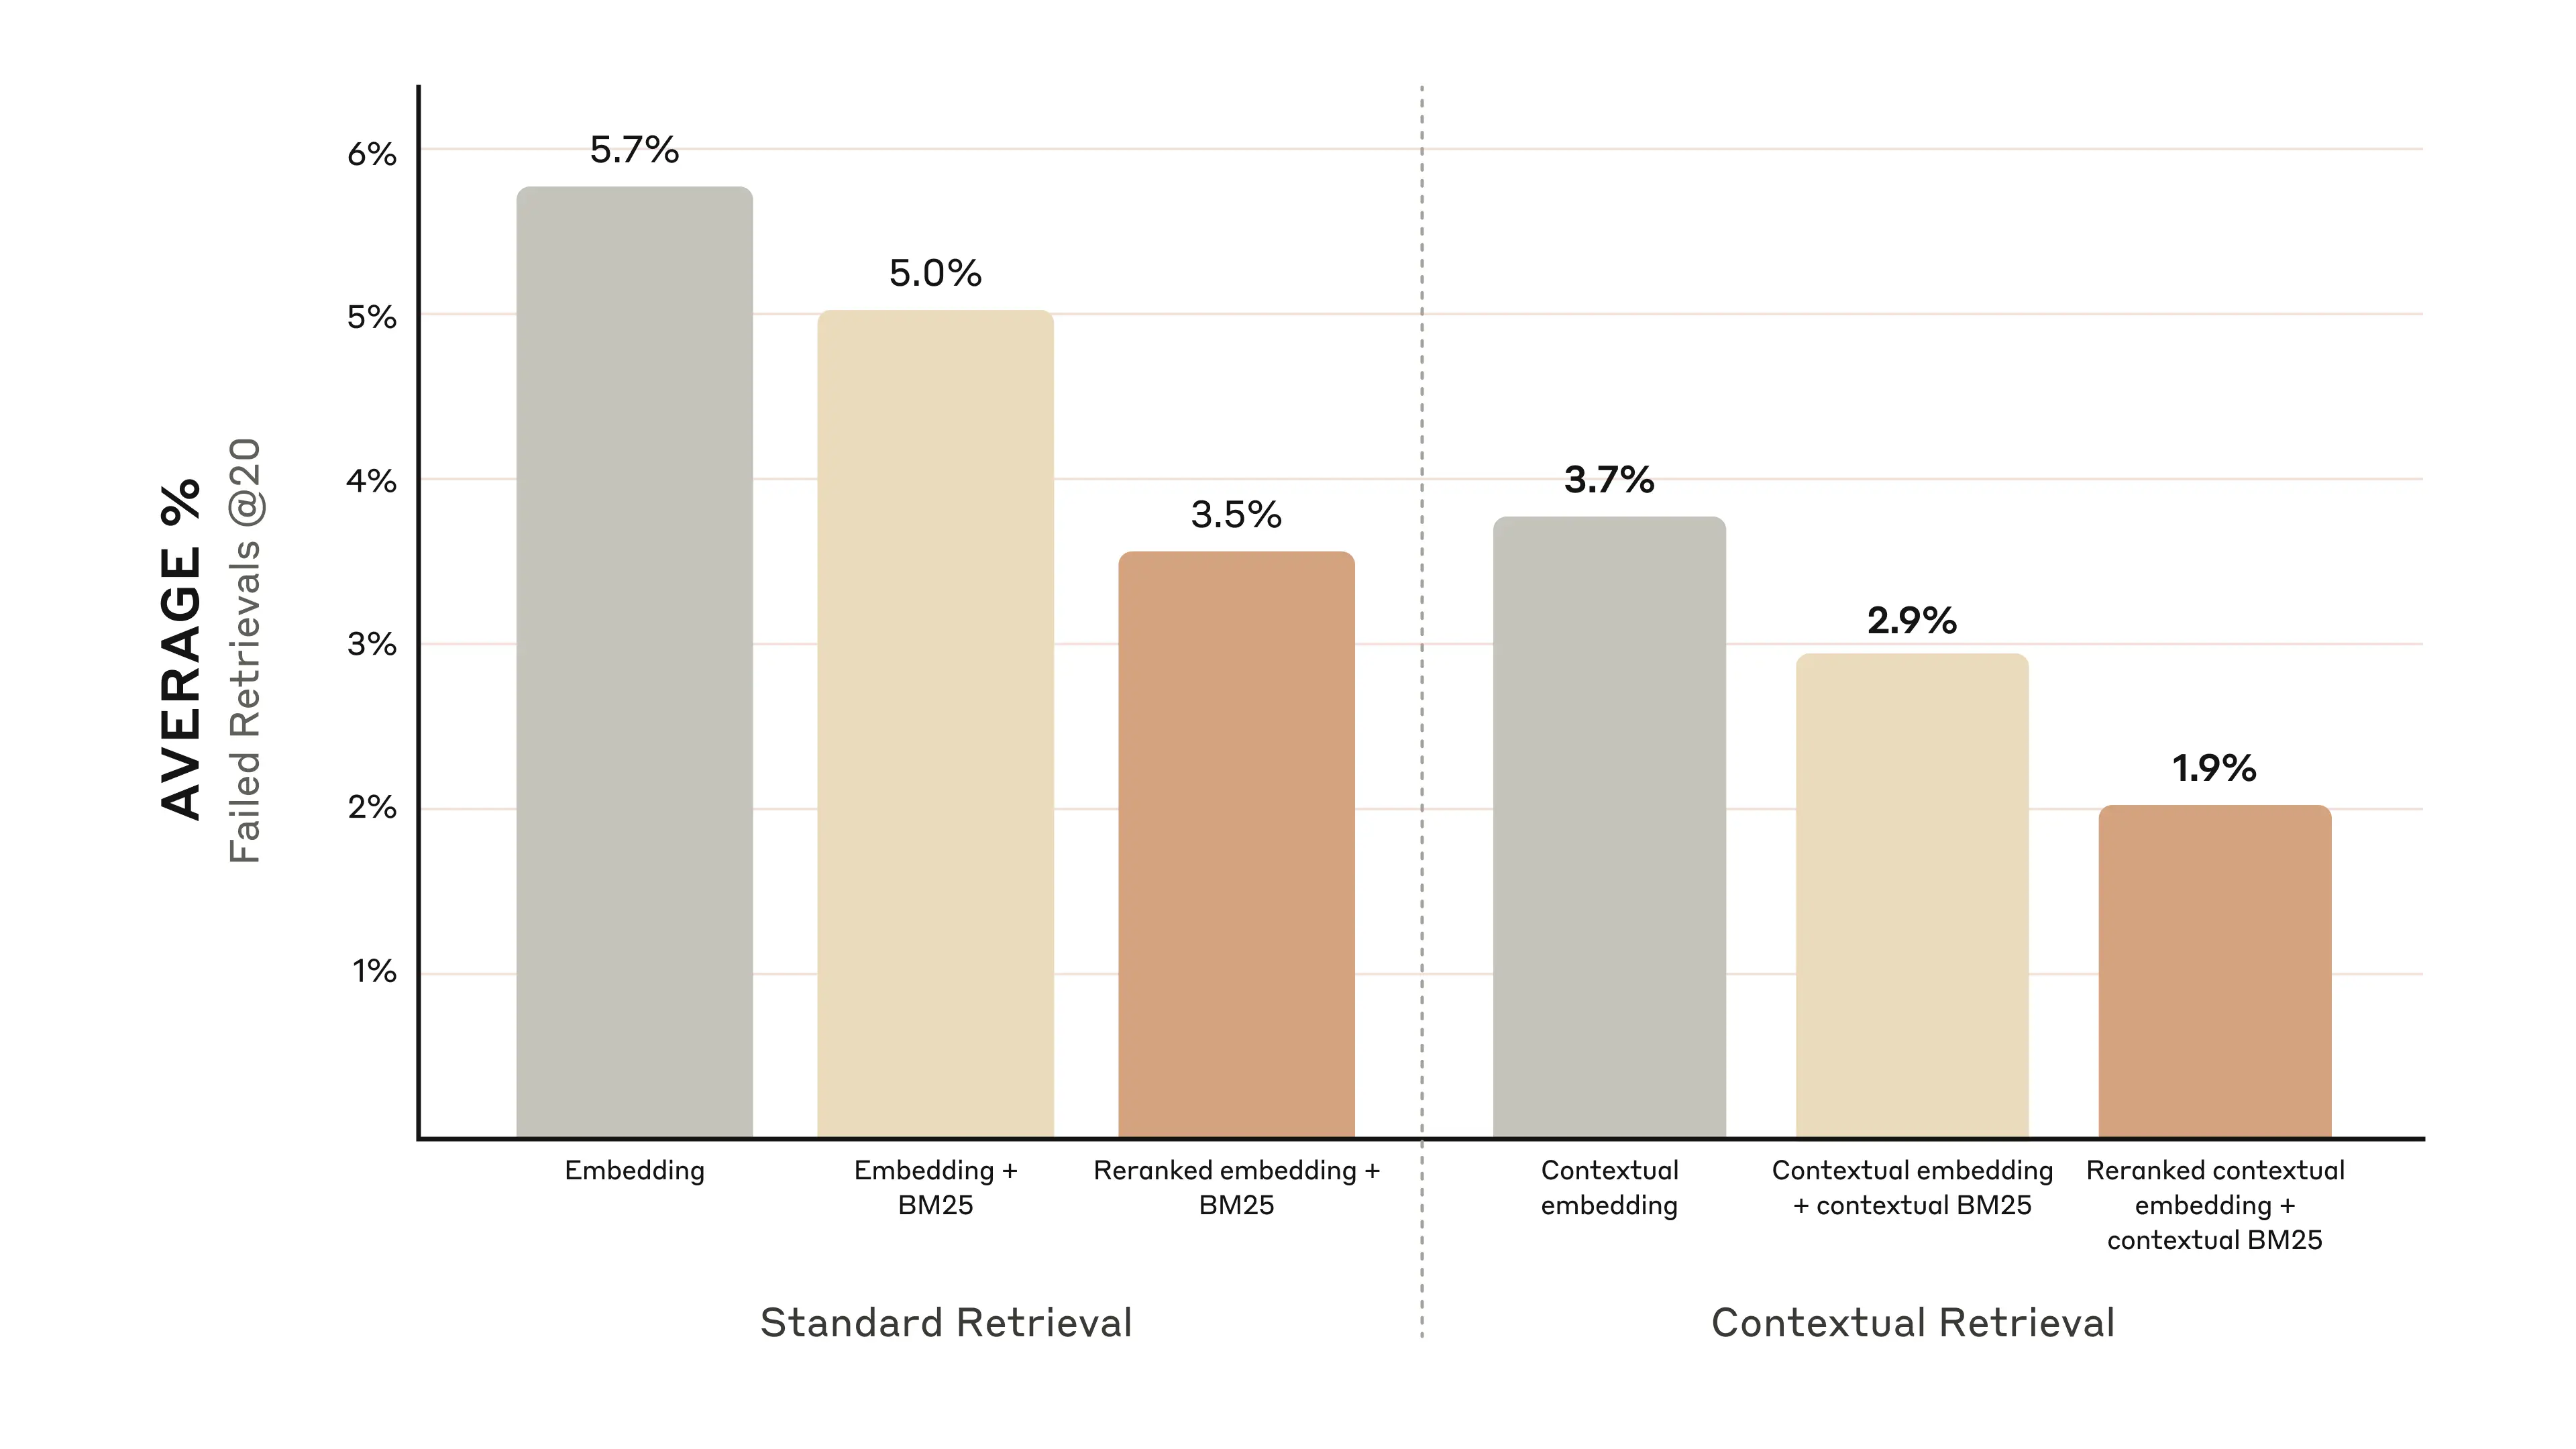 AVERAGE %
Failed Retrievals @20
6%
5%
4%
3%
2%
1%
5.7%
5.0%
3.5%
3.7%
2.9%
1.9%
Embedding
Embedding +
BM25
Reranked embedding +
BM25
Contextual
embedding
Contextual embedding
+ contextual BM25
Reranked contextual
embedding +
contextual BM25
Standard Retrieval
Contextual Retrieval